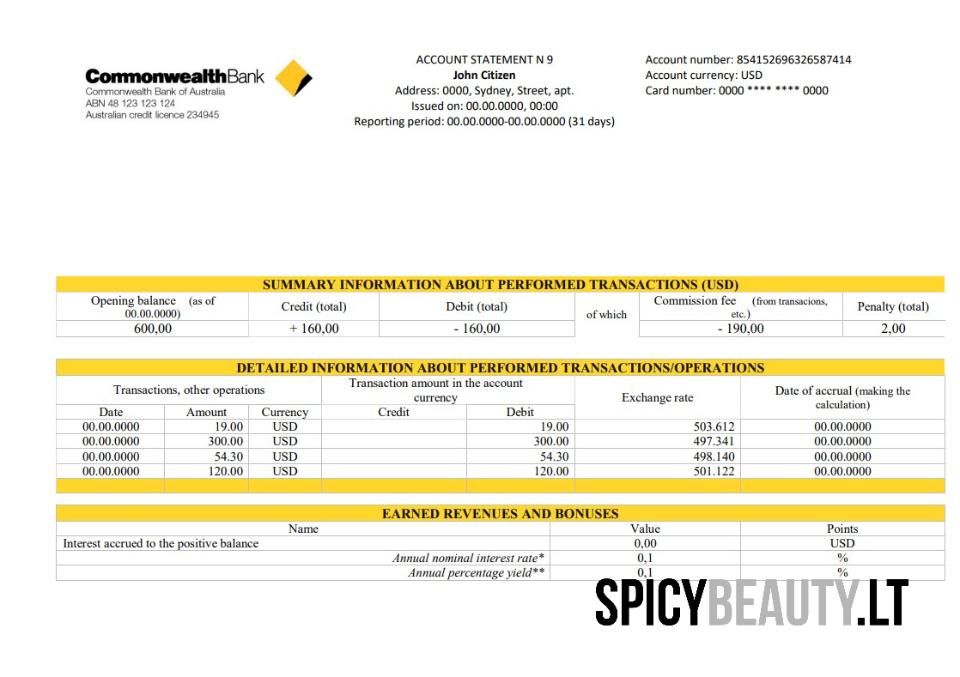 CommonwealthBank
Commonwealth Bank of Australia
ABN 48 123 123 124
Australian credit licence 234945
ACCOUNT STATEMENT N 9
John Citizen
Address: 0000, Sydney, Street, apt.
Issued on: 00.00.0000, 00:00
Reporting period: 00.00.0000-00.00.0000 (31 days)
Account number: 854152696326587414
Account currency: USD
Card number: 0000 **** **** 0000
SUMMARY INFORMATION ABOUT PERFORMED TRANSACTIONS (USD)
Opening balance (as of
00.00.0000)
Credit (total)
Debit (total)
of which
Commission fee (from transacions,
etc.)
Penalty (total)
600,00 + 160,00 - 160,00 - 190,00 2,00
DETAILED INFORMATION ABOUT PERFORMED TRANSACTIONS/OPERATIONS
Transactions, other operations
Transaction amount in the account
currency
Exchange rate
Date of accrual (making the
calculation)
Date Amount Currency Credit Debit
00.00.0000 19.00 USD 19.00 503.612 00.00.0000
00.00.0000 300.00 USD 300.00 497.341 00.00.0000
00.00.0000 54.30 USD 54.30 498.140 00.00.0000
00.00.0000 120.00 USD 120.00 501.122 00.00.0000
EARNED REVENUES AND BONUSES
Name Value Points
Interest accrued to the positive balance 0,00 USD
Annual nominal interest rate* 0,1 %
Annual percentage yield** 0,1 %
SPICYBEAUTY.LT